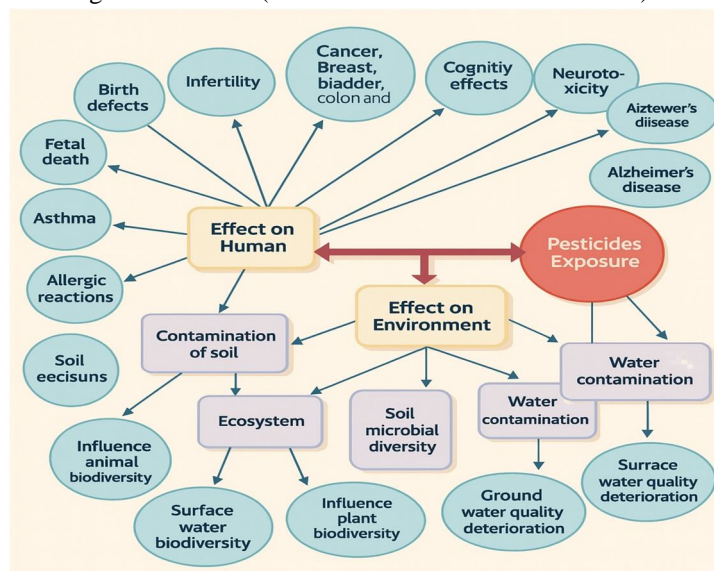 Cancer,
Breast,
biadder,
colon and
Cognitiy
effects
Neuroto-
xicity
Infertility
Birth
defects
Aiztewer's
diisease
Fetal
death
Alzheimer's
disease
Asthma
Effect on
Human
Pesticides
Exposure
Allergic
reactions
Effect on
Environment
Contamination
of soil
Soil
eecisuns
Water
contamination
Ecosystem
Soil
microbial
diversity
Water
contamination
Influence
animal
biodiversity
Surrace
water quality
deterioration
Surface
water
biodiversity
Influence
plant
biodiversity
Ground
water quality
deterioration